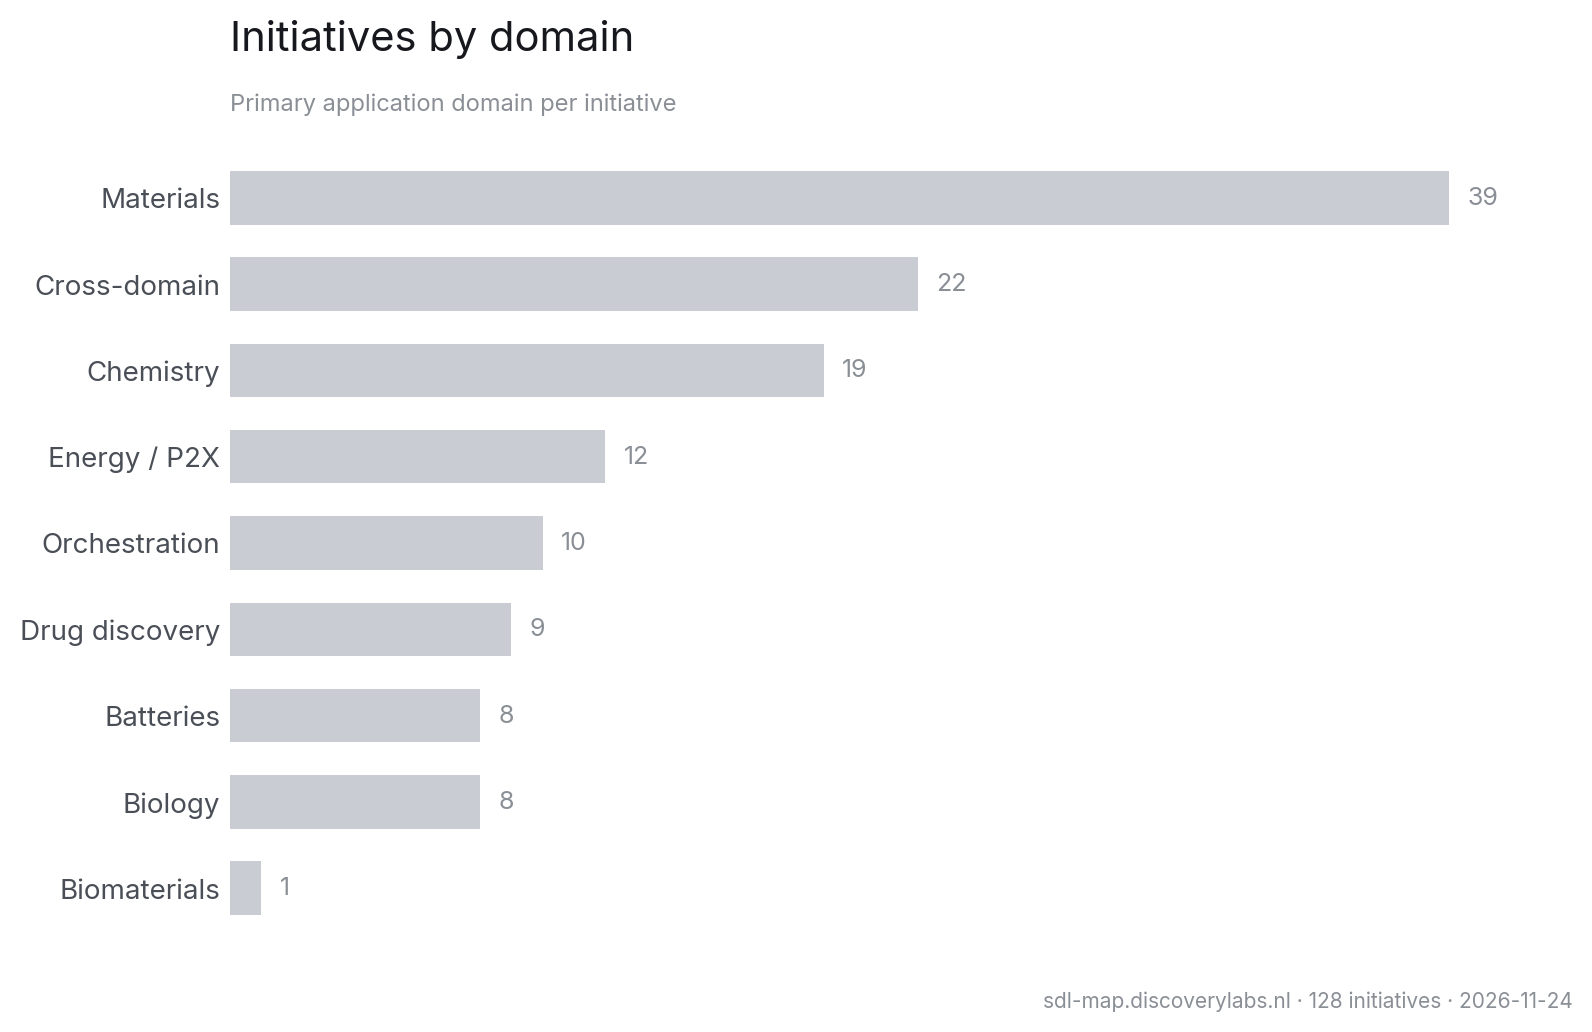 Initiatives by domain
Primary application domain per initiative
Materials 39
Cross-domain 22
Chemistry 19
Energy / P2X 12
Orchestration 10
Drug discovery 9
Batteries 8
Biology 8
Biomaterials 1
sdl-map.discoverylabs.nl · 128 initiatives · 2026-11-24